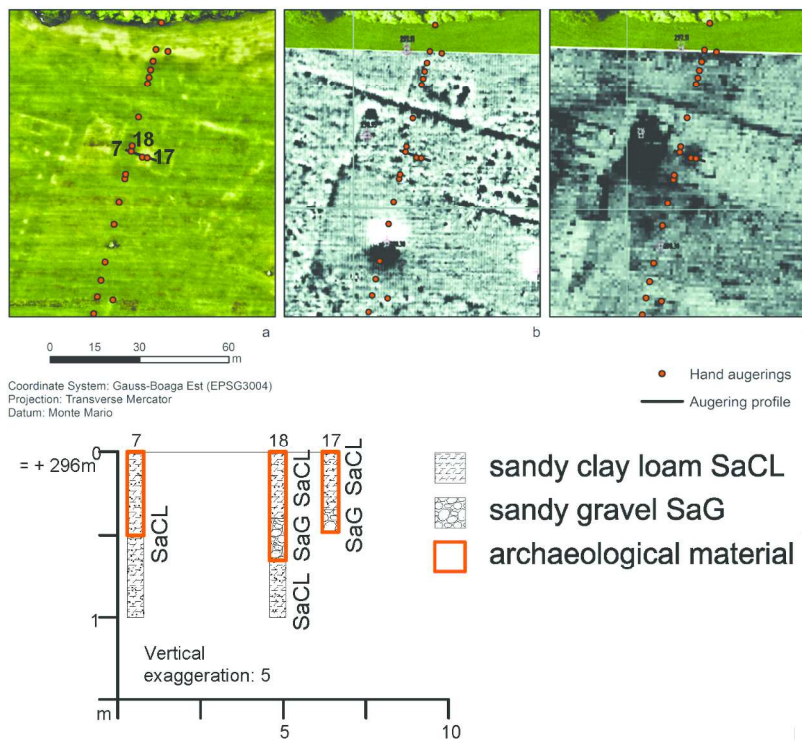 18
7
17
a
b
0 15 30 60
m
Coordinate System: Gauss-Boaga Est (EPSG3004)
Projection: Transverse Mercator
Datum: Monte Mario
Hand augerings
Augering profile
7 18 17
0
= + 296m
SaCL
SaCL
SaG
SaCL
SaCL
SaG
1
Vertical
exaggeration: 5
m
5
10
sandy clay loam SaCL
sandy gravel SaG
archaeological material